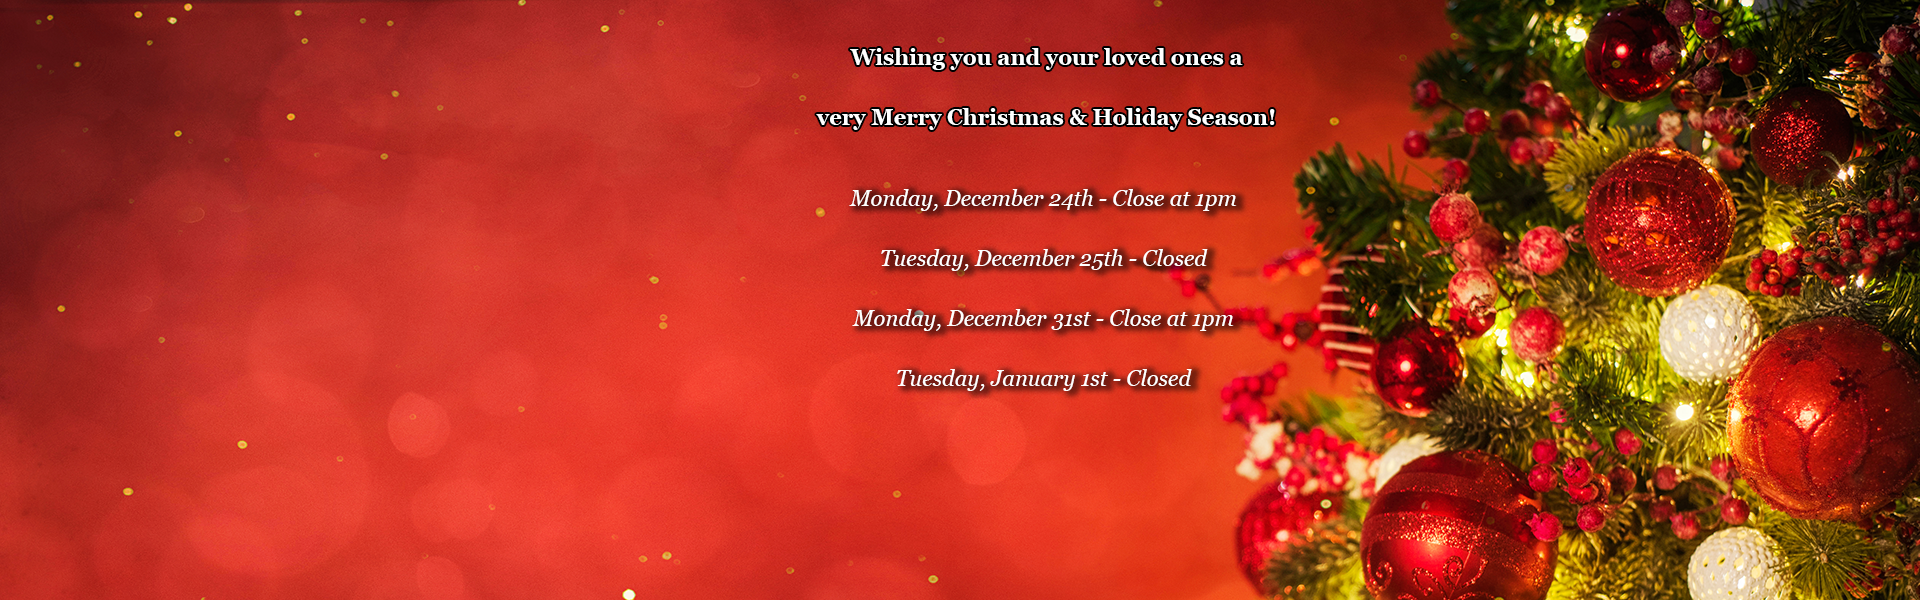 Wishing you and your loved ones a
very Merry Christmas & Holiday Season!
Monday, December 24th - Close at 1pm
Tuesday, December 25th - Closed
Monday, December 31st - Close at 1pm
Tuesday, January 1st - Closed